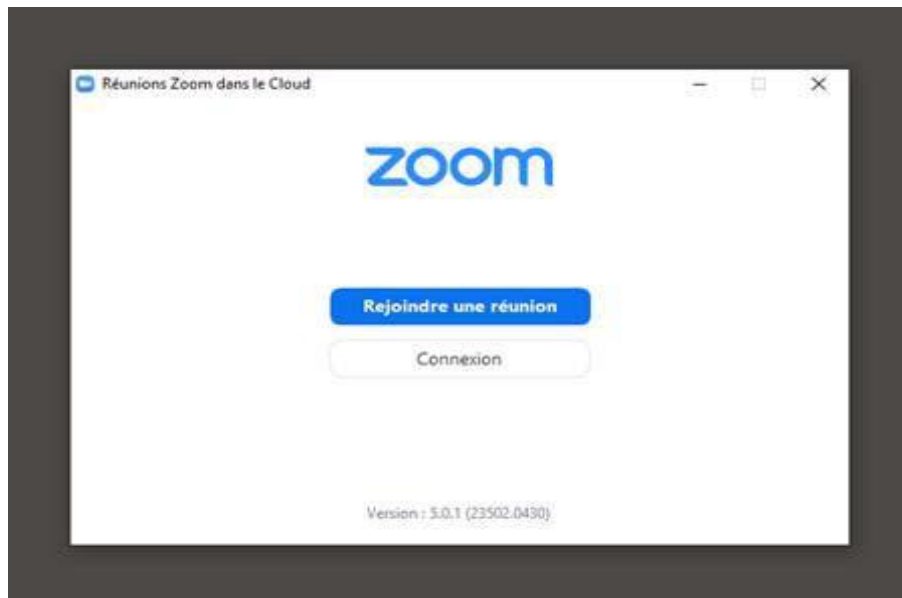 Réunions Zoom dans le Cloud
zoom
Rejoindre une réunion
Connexion
Version : 5.0.1 (23502.0430)